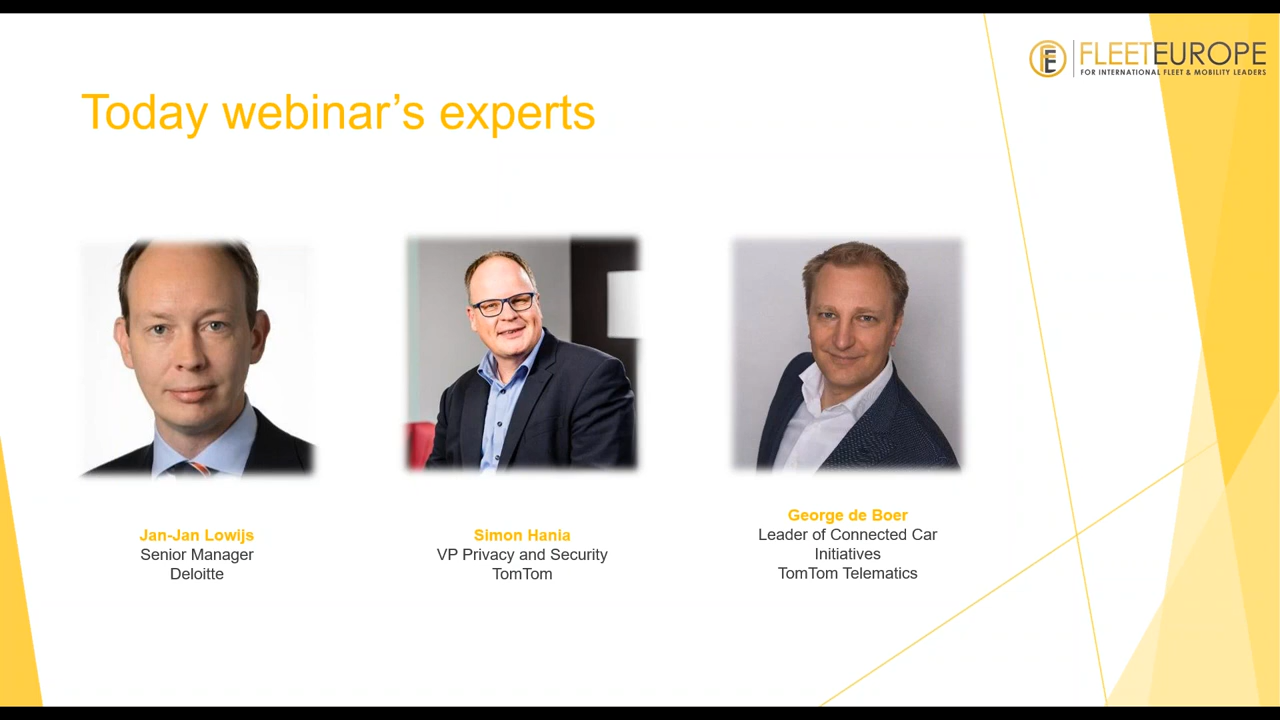 FLEETEUROPE
FOR INTERNATIONAL FLEET & MOBILITY LEADERS
Today webinar’s experts
Jan-Jan Lowijs
Senior Manager
Deloitte
Simon Hania
VP Privacy and Security
TomTom
George de Boer
Leader of Connected Car
Initiatives
TomTom Telematics